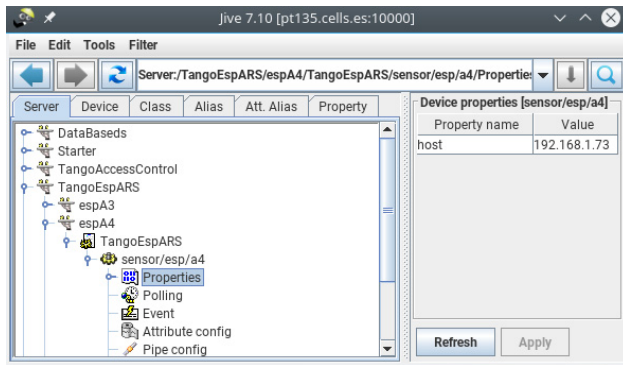 Jive 7.10 [pt135.cells.es:10000]
File Edit Tools Filter
Server:/TangoEspARS/espA4/TangoEspARS/sensor/esp/a4/Properties
Server Device Class Alias Att. Alias Property
DataBaseds
Starter
TangoAccessControl
TangoEspARS
espA3
espA4
TangoEspARS
sensor/esp/a4
Properties
Polling
Event
Attribute config
Pipe config
Device properties [sensor/esp/a4]
Property name Value
host 192.168.1.73
Refresh Apply